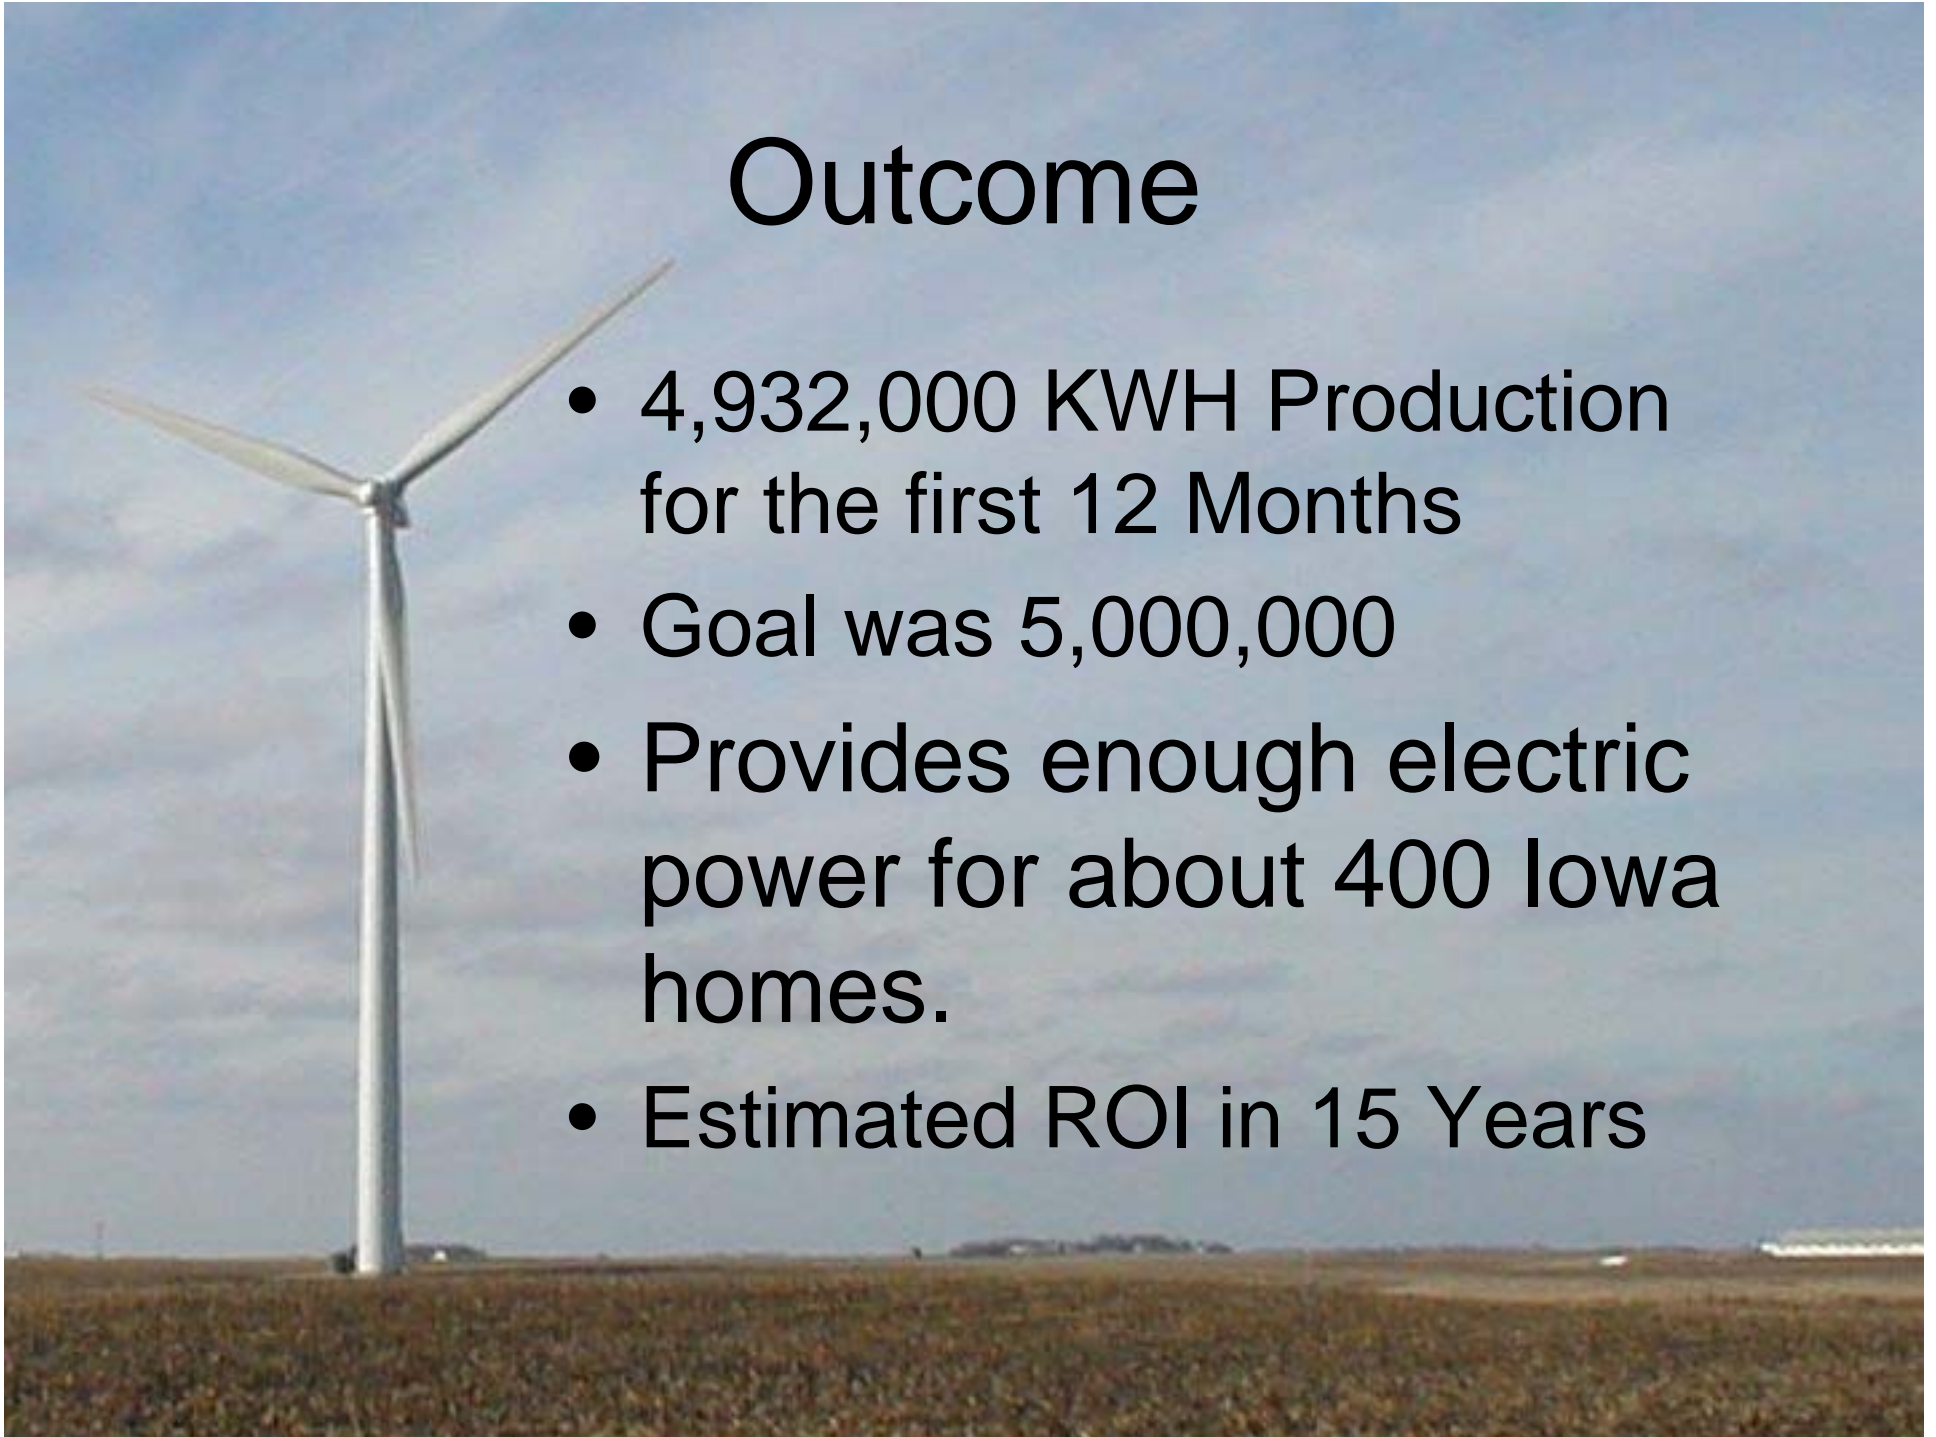 Outcome
• 4,932,000 KWH Production
for the first 12 Months
• Goal was 5,000,000
• Provides enough electric
power for about 400 Iowa
homes.
• Estimated ROI in 15 Years